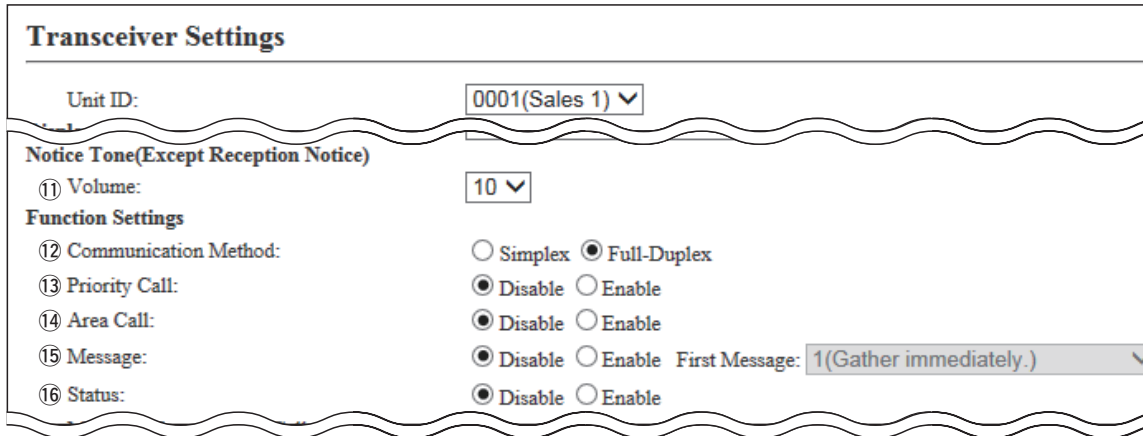 Transceiver Settings
Unit ID: 0001(Sales 1)
Notice Tone(Except Reception Notice)
⑪ Volume: 10
Function Settings
⑫ Communication Method: Simplex Full-Duplex
⑬ Priority Call: Disable Enable
⑭ Area Call: Disable Enable
⑮ Message: Disable Enable First Message: 1(Gather immediately.)
⑯ Status: Disable Enable